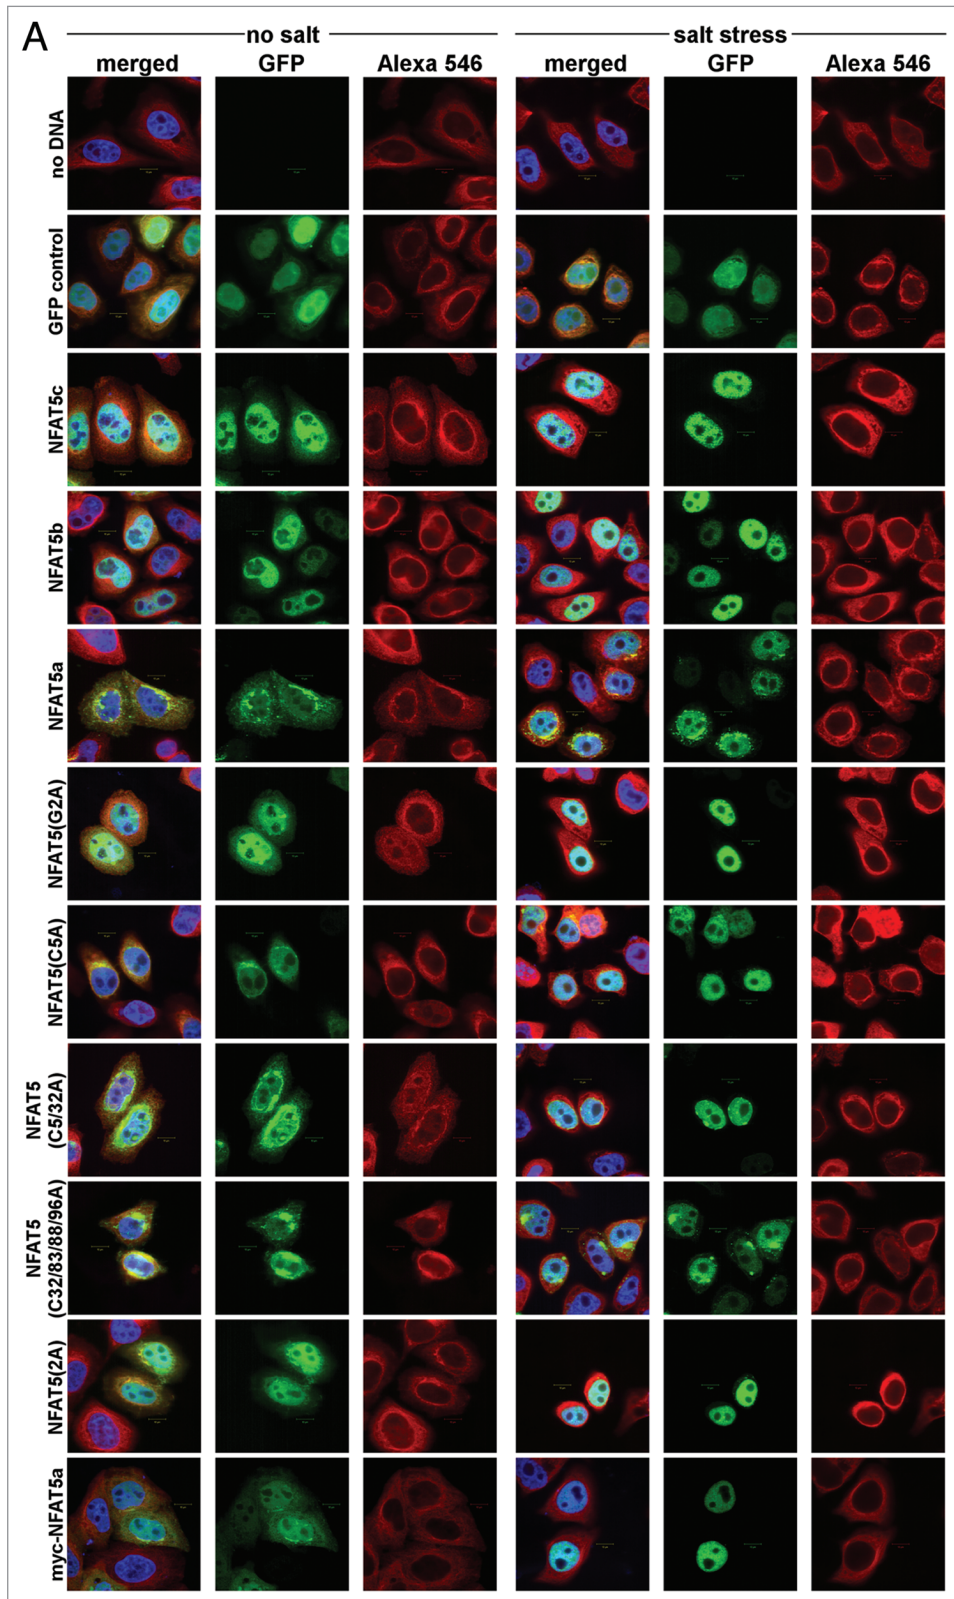 A
no salt
salt stress
merged
GFP
Alexa 546
merged
GFP
Alexa 546
no DNA
GFP control
NFAT5c
NFAT5b
NFAT5a
NFAT5(G2A)
NFAT5(C5A)
NFAT5
(C5/32A)
NFAT5
(C32/83/88/96A)
NFAT5(2A)
myc-NFAT5a